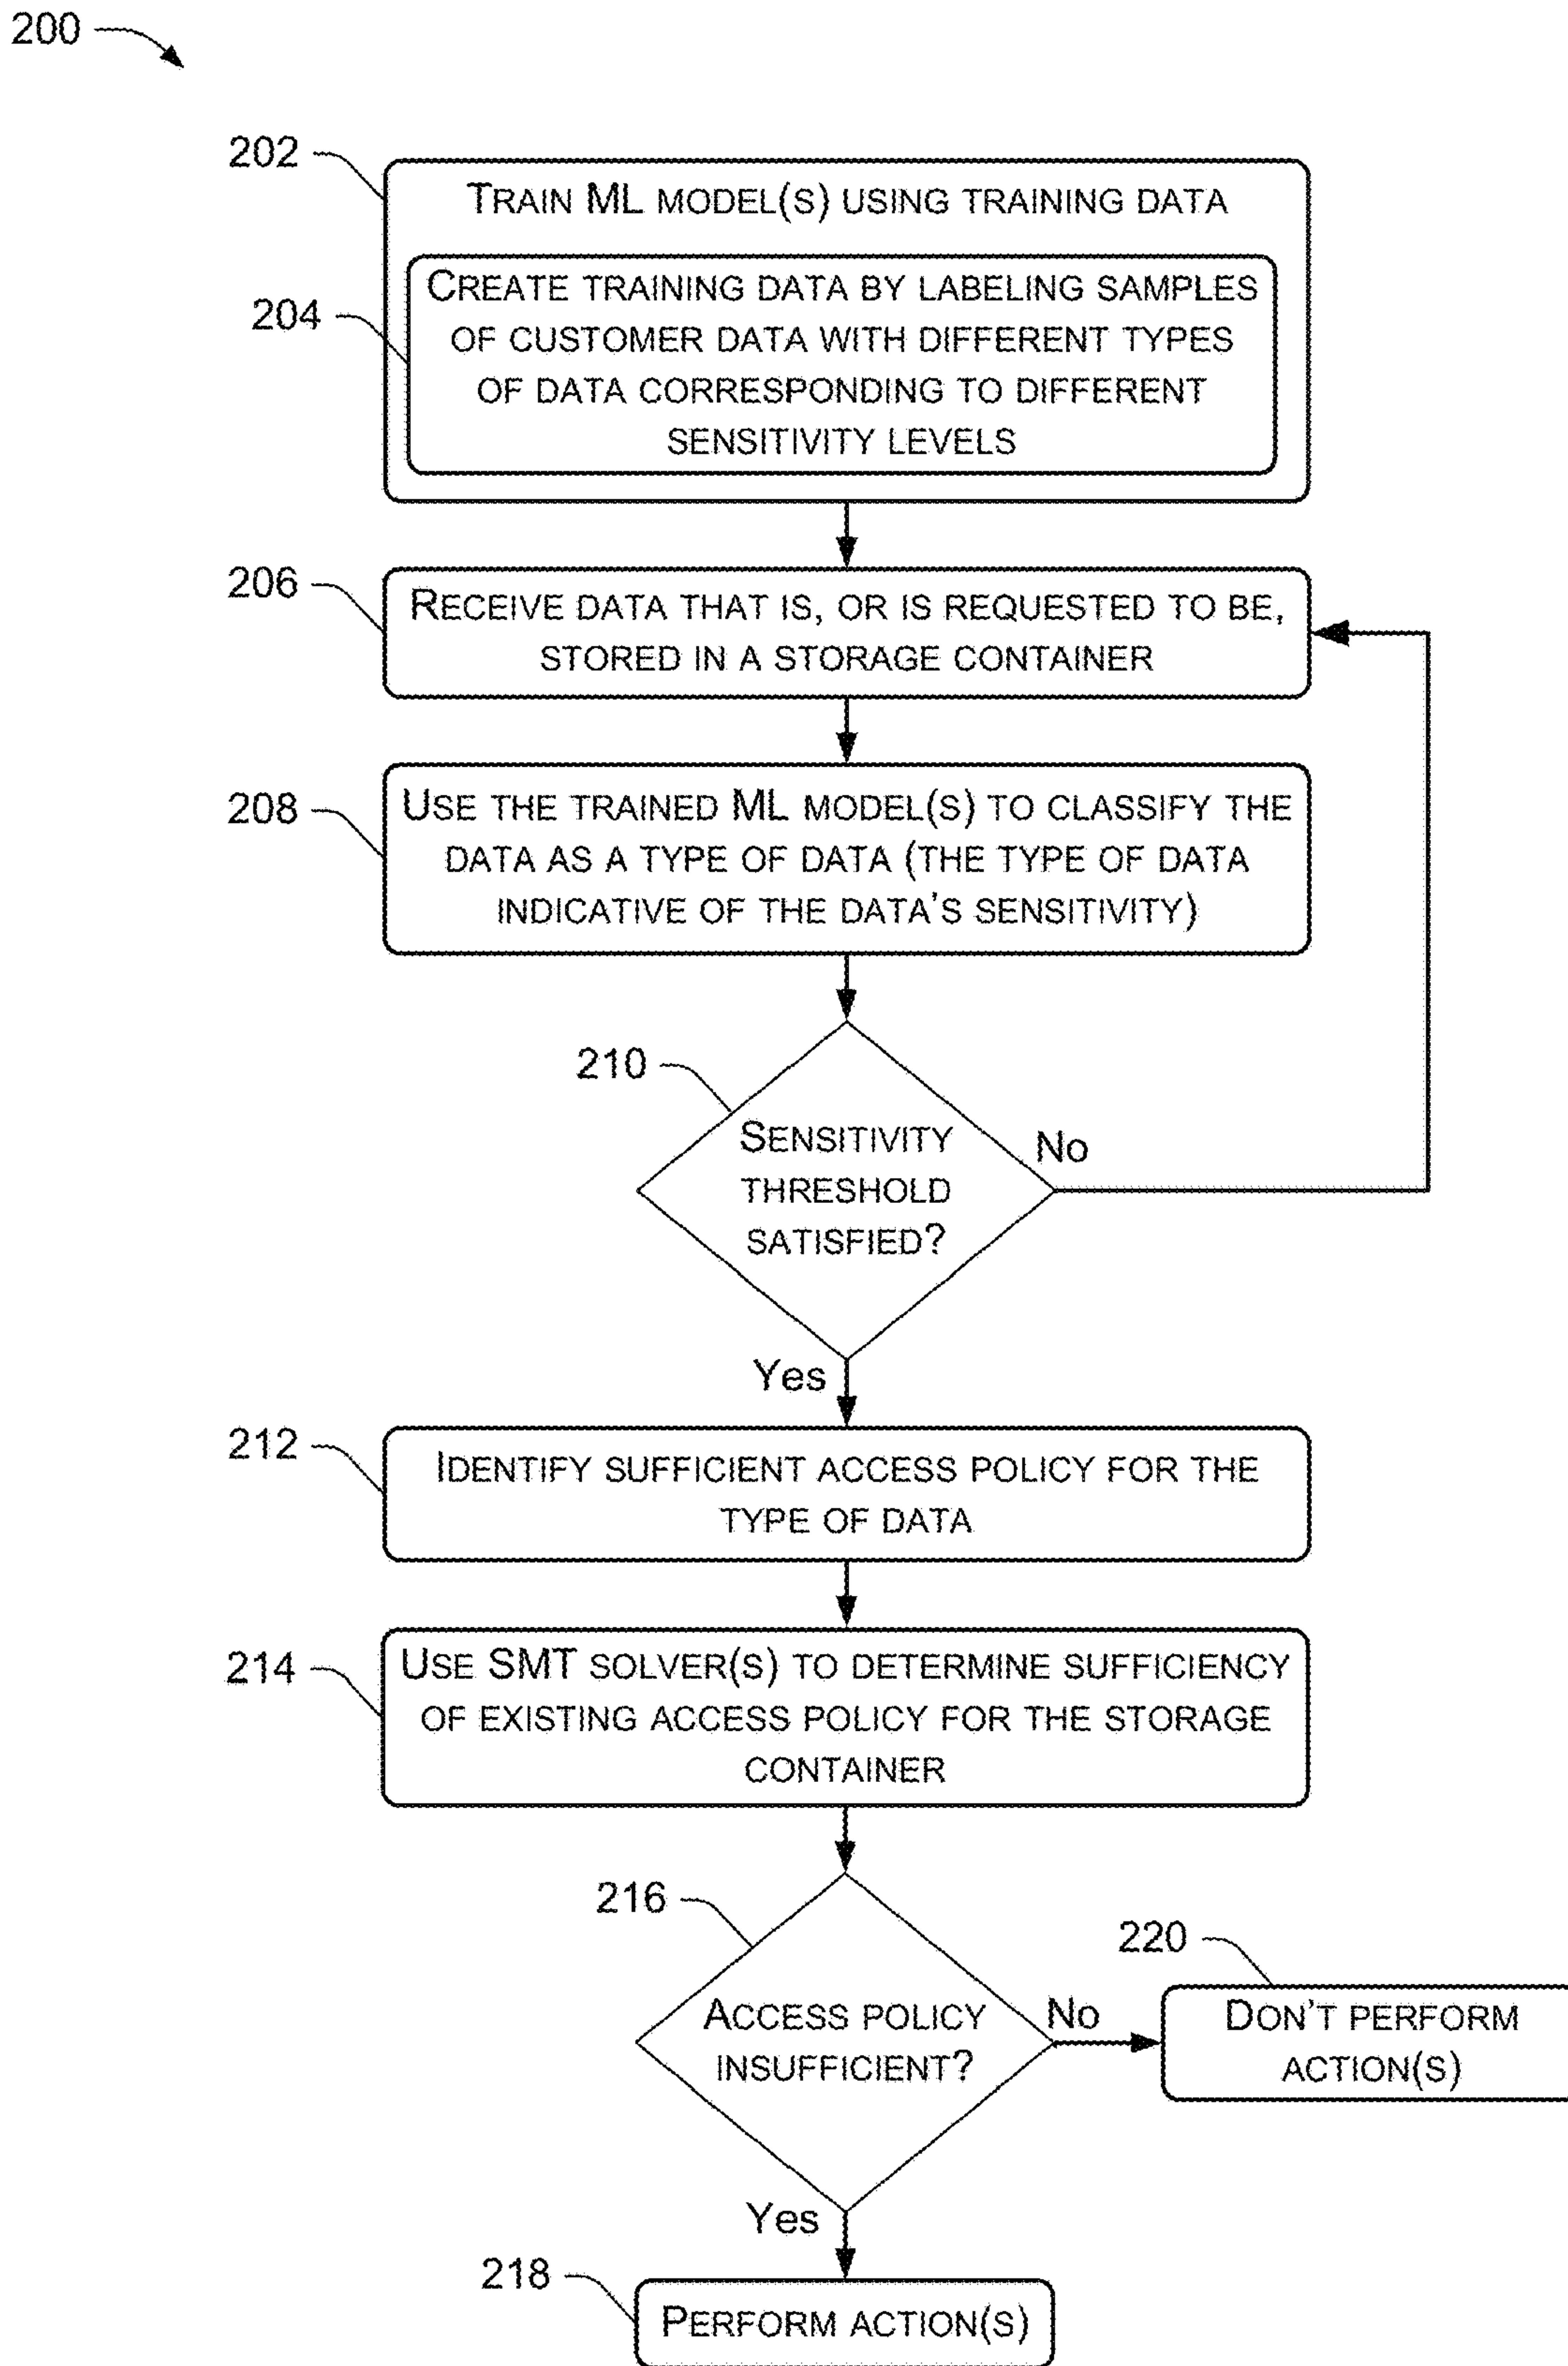 200
202
TRAIN ML MODEL(S) USING TRAINING DATA
204
CREATE TRAINING DATA BY LABELING SAMPLES
OF CUSTOMER DATA WITH DIFFERENT TYPES
OF DATA CORRESPONDING TO DIFFERENT
SENSITIVITY LEVELS
206
RECEIVE DATA THAT IS, OR IS REQUESTED TO BE,
STORED IN A STORAGE CONTAINER
208
USE THE TRAINED ML MODEL(S) TO CLASSIFY THE
DATA AS A TYPE OF DATA (THE TYPE OF DATA
INDICATIVE OF THE DATA'S SENSITIVITY)
210
SENSITIVITY
THRESHOLD
SATISFIED?
No
Yes
212
IDENTIFY SUFFICIENT ACCESS POLICY FOR THE
TYPE OF DATA
214
USE SMT SOLVER(S) TO DETERMINE SUFFICIENCY
OF EXISTING ACCESS POLICY FOR THE STORAGE
CONTAINER
216
ACCESS POLICY
INSUFFICIENT?
No
220
DON'T PERFORM
ACTION(S)
Yes
218
PERFORM ACTION(S)